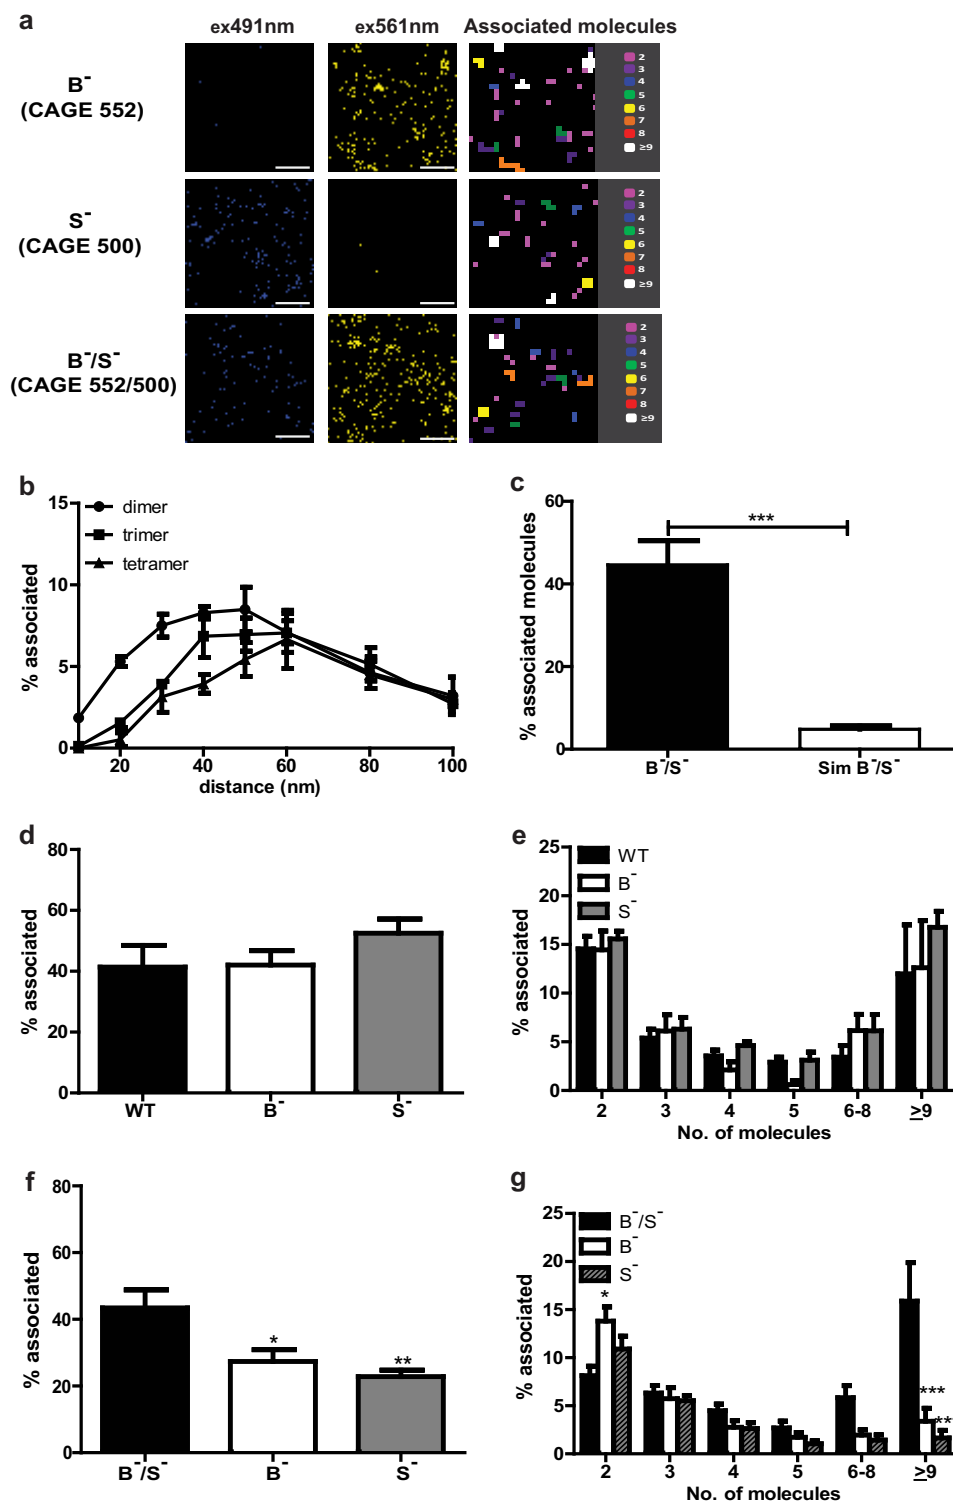 a
ex491nm ex561nm Associated molecules
B⁻
(CAGE 552)
2
3
4
5
6
7
8
≥9
S⁻
(CAGE 500)
2
3
4
5
6
7
8
≥9
B⁻/S⁻
(CAGE 552/500)
2
3
4
5
6
7
8
≥9
b
% associated
15
10
5
0
dimer
trimer
tetramer
20 40 60 80 100
distance (nm)
c
% associated molecules
60
40
20
0
***
B⁻/S⁻ Sim B⁻/S⁻
d
% associated
80
60
40
20
0
WT B⁻ S⁻
e
% associated
25
20
15
10
5
0
WT
B⁻
S⁻
2 3 4 5 6-8 ≥9
No. of molecules
f
% associated
80
60
40
20
0
*
**
B⁻/S⁻ B⁻ S⁻
g
% associated
25
20
15
10
5
0
B⁻/S⁻
B⁻
S⁻
*
***
***
2 3 4 5 6-8 ≥9
No. of molecules